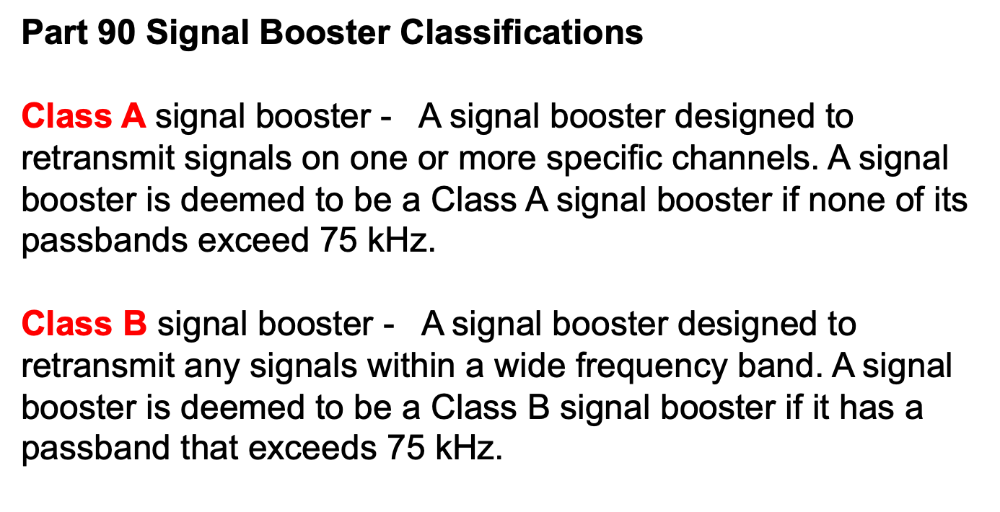 Part 90 Signal Booster Classifications
Class A signal booster -   A signal booster designed to
retransmit signals on one or more specific channels. A signal
booster is deemed to be a Class A signal booster if none of its
passbands exceed 75 kHz.
Class B signal booster -   A signal booster designed to
retransmit any signals within a wide frequency band. A signal
booster is deemed to be a Class B signal booster if it has a
passband that exceeds 75 kHz.